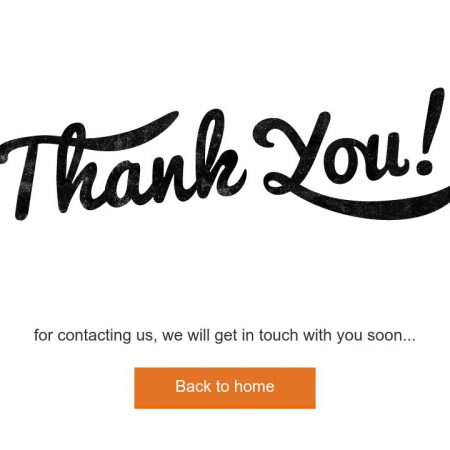 Thank You!
for contacting us, we will get in touch with you soon...
Back to home